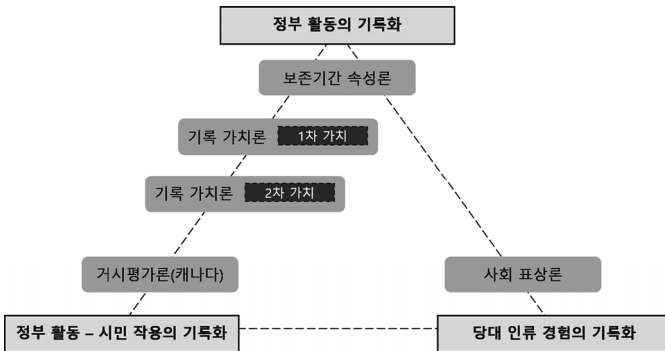 정부 활동의 기록화
보존기간 속성론
기록 가치론 1차 가치
기록 가치론 2차 가치
거시평가론(캐나다)
사회 표상론
정부 활동 – 시민 작용의 기록화
당대 인류 경험의 기록화